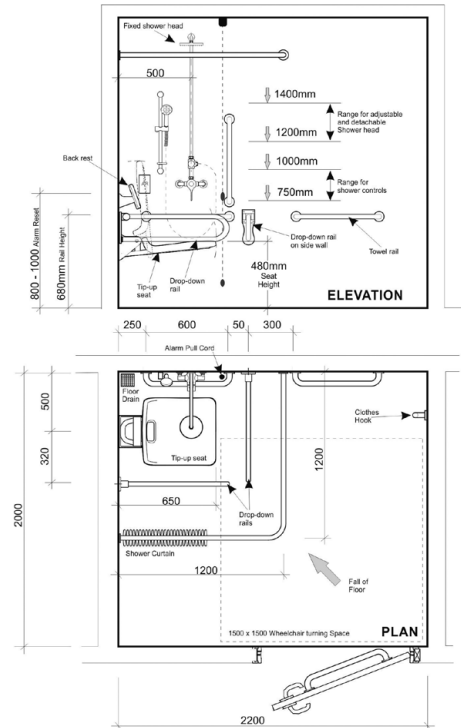 Fixed shower head
500
1400mm
Range for adjustable
and detachable
Shower head
1200mm
1000mm
Range for
shower controls
750mm
Back rest
800 - 1000 Alarm Reset
680mm Rail Height
Tip-up
seat
Drop-down
rail
480mm
Seat
Height
Drop-down rail
on side wall
Towel rail
ELEVATION
250
600
50
300
Alarm Pull Cord
Floor
Drain
Clothes
Hook
500
320
2000
Tip-up seat
1200
650
Drop-down
rails
Shower Curtain
1200
Fall of
Floor
1500 x 1500 Wheelchair turning Space
PLAN
2200